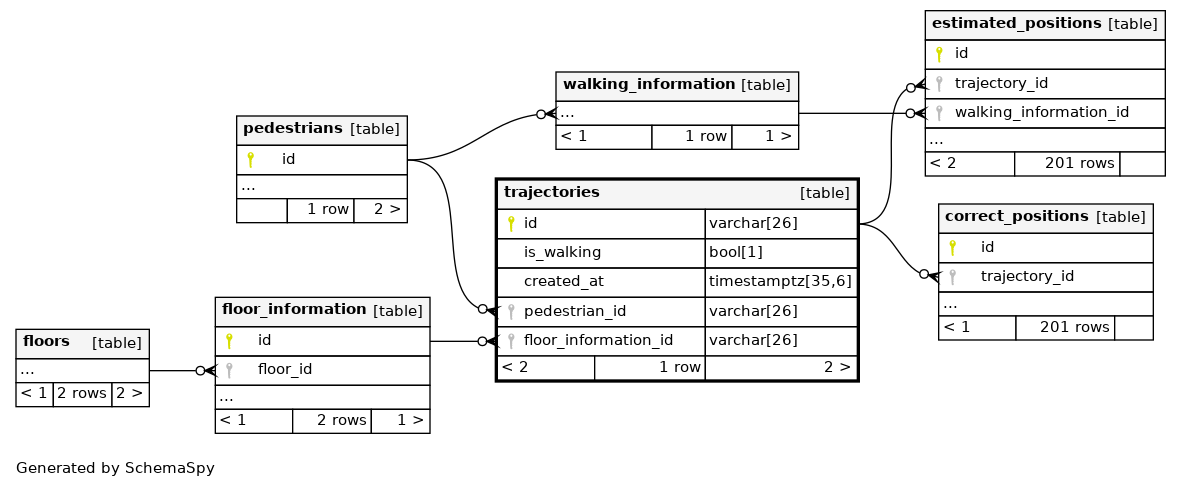 estimated_positions [table]
id
trajectory_id
walking_information_id
...
< 2 201 rows
walking_information [table]
...
< 1 1 row 1 >
pedestrians [table]
id
...
1 row 2 >
trajectories [table]
id varchar[26]
is_walking bool[1]
created_at timestamptz[35,6]
pedestrian_id varchar[26]
floor_information_id varchar[26]
< 2 1 row 2 >
correct_positions [table]
id
trajectory_id
...
< 1 201 rows
floor_information [table]
id
floor_id
...
< 1 2 rows 1 >
floors [table]
...
< 1 2 rows 2 >
Generated by SchemaSpy